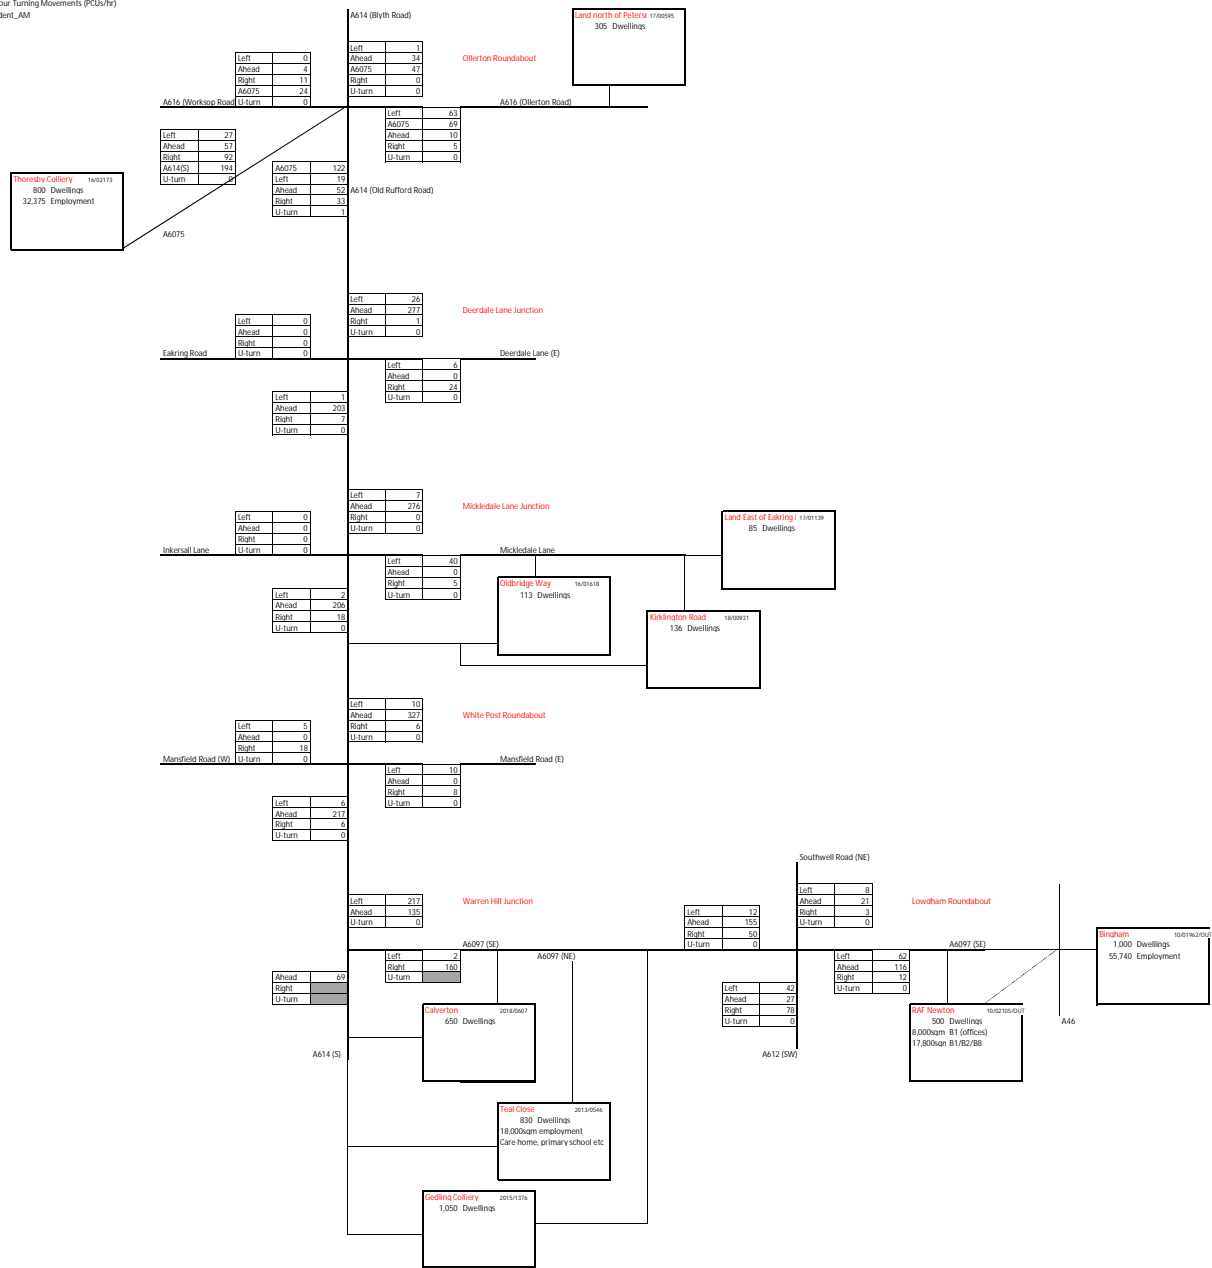 our Turning Movements (PCUs/hr)
dent_AM
A614 (Blyth Road)
Land north of Petersr 17/00595
305 Dwellings
Ollerton Roundabout
Left 1
Ahead 34
A6075 47
Right 0
U-turn 0
Left 0
Ahead 4
Right 11
A6075 24
U-turn 0
A616 (Worksop Road
A616 (Ollerton Road)
Left 63
A6075 69
Ahead 10
Right 5
U-turn 0
Left 27
Ahead 57
Right 92
A614(S) 194
U-turn 0
A6075 122
Left 19
Ahead 52
Right 33
U-turn 1
A614 (Old Rufford Road)
Thoresby Colliery 16/02173
800 Dwellings
32,375 Employment
A6075
Left 26
Ahead 277
Right 1
U-turn 0
Deerdale Lane Junction
Left 0
Ahead 0
Right 0
U-turn 0
Eakring Road
Deerdale Lane (E)
Left 6
Ahead 0
Right 24
U-turn 0
Left 1
Ahead 203
Right 7
U-turn 0
Left 7
Ahead 276
Right 0
U-turn 0
Mickledale Lane Junction
Left 0
Ahead 0
Right 0
U-turn 0
Inkersall Lane
Mickledale Lane
Land East of Eakring 17/01139
85 Dwellings
Left 40
Ahead 0
Right 5
U-turn 0
Oldbridge Way 16/01618
113 Dwellings
Left 2
Ahead 206
Right 18
U-turn 0
Kirklington Road 18/00931
136 Dwellings
Left 10
Ahead 327
Right 6
U-turn 0
White Post Roundabout
Left 5
Ahead 0
Right 18
U-turn 0
Mansfield Road (W)
Mansfield Road (E)
Left 10
Ahead 0
Right 8
U-turn 0
Left 6
Ahead 217
Right 6
U-turn 0
Southwell Road (NE)
Left 217
Ahead 135
U-turn 0
Warren Hill Junction
Left 12
Ahead 155
Right 50
U-turn 0
Left 8
Ahead 21
Right 3
U-turn 0
Lowdham Roundabout
A6097 (SE)
A6097 (NE)
A6097 (SE)
Bingham 10/01962/OUT
1,000 Dwellings
55,740 Employment
Left 2
Right 160
U-turn
Left 62
Ahead 116
Right 12
U-turn 0
Ahead 69
Right
U-turn
Left 42
Ahead 27
Right 78
U-turn 0
Calverton 2018/0607
650 Dwellings
RAF Newton 10/02105/OUT
500 Dwellings
8,000sqm B1 (offices)
17,800sqn B1/B2/B8
A46
A614 (S)
A612 (SW)
Teal Close 2013/0546
830 Dwellings
18,000sqm employment
Care home, primary school etc
Gedling Colliery 2015/1376
1,050 Dwellings